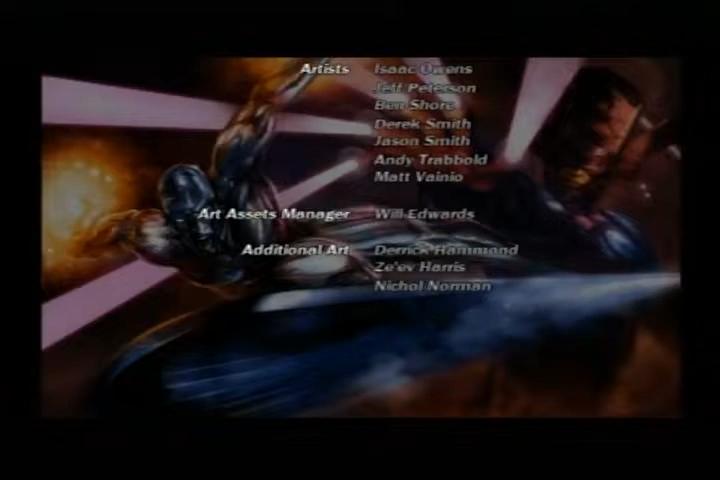 Artists Isaac Owens
Jeff Peterson
Ben Shore
Derek Smith
Jason Smith
Andy Trabbold
Matt Vainio
Art Assets Manager Will Edwards
Additional Art Derrick Hammond
Ze'ev Harris
Nichol Norman